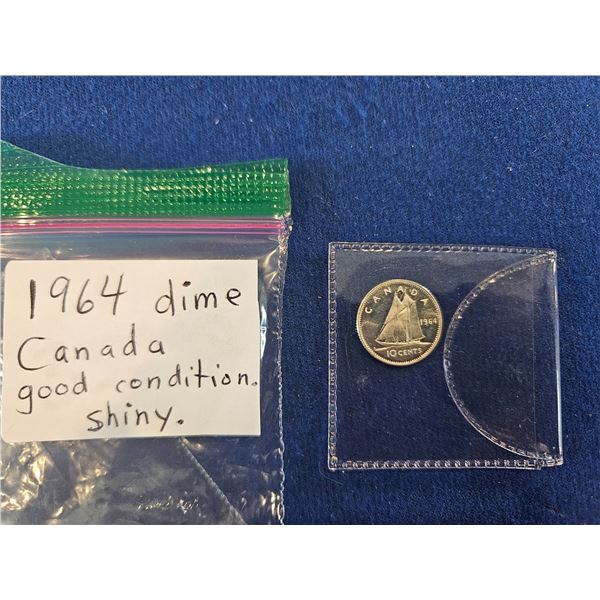 1964 dime
Canada
good condition.
shiny.
CANADA
1964
10 CENTS